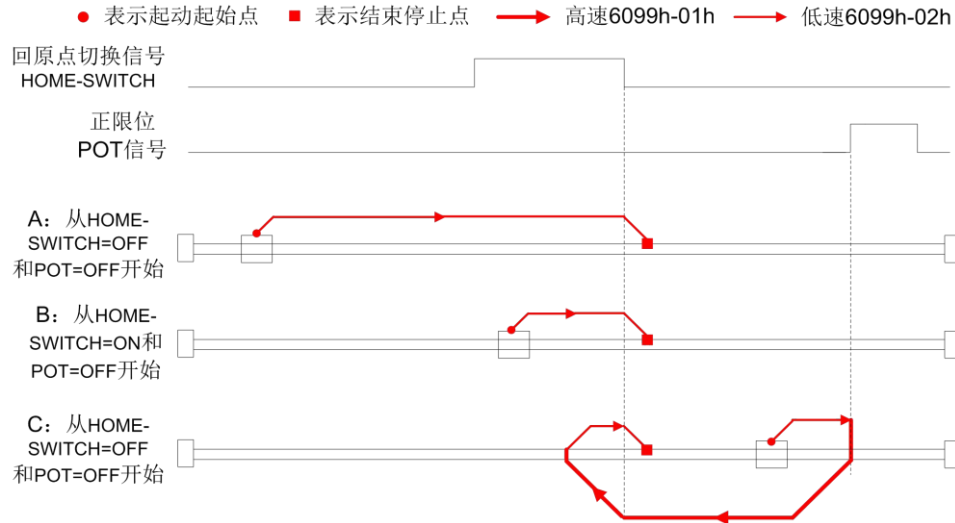 表示起动起始点 表示结束停止点 高速6099h-01h 低速6099h-02h
回原点切换信号
HOME-SWITCH
正限位
POT信号
A：从HOME-
SWITCH=OFF
和POT=OFF开始
B：从HOME-
SWITCH=ON和
POT=OFF开始
C：从HOME-
SWITCH=OFF
和POT=OFF开始